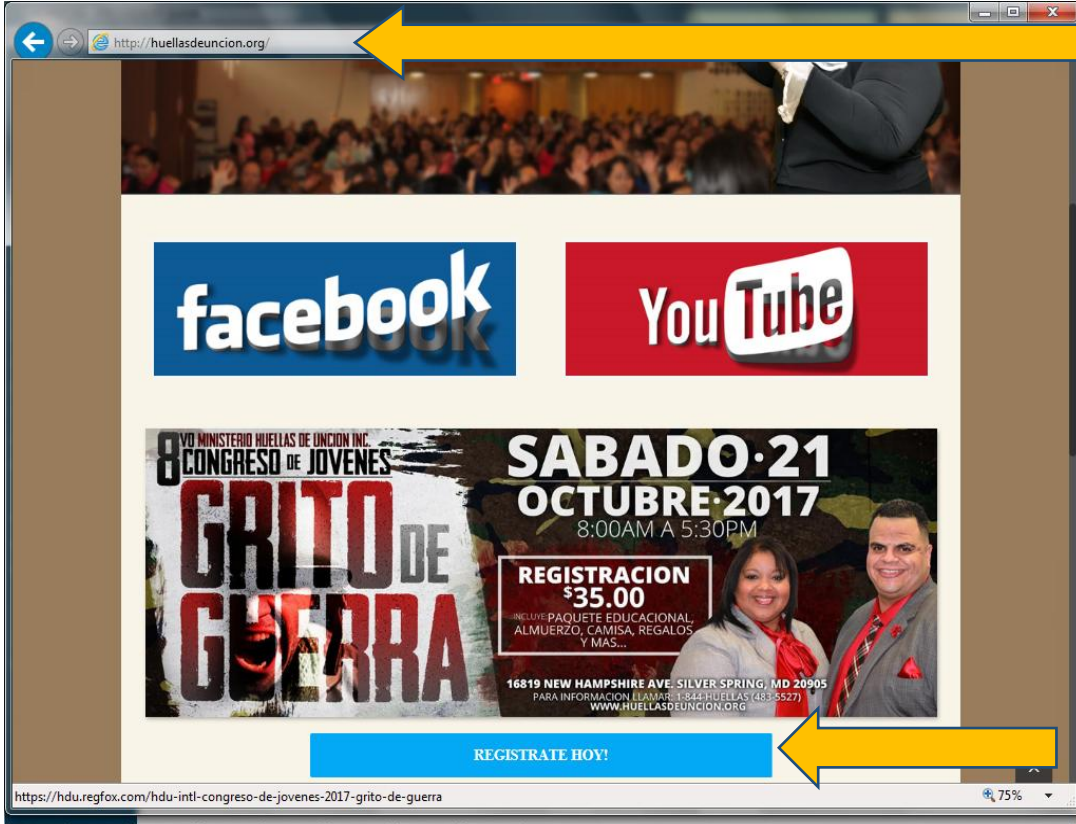 http://huellasdeuncion.org/
facebook
YouTube
8VO MINISTERIO HUELLAS DE UNCION INC.
CONGRESO DE JOVENES
GRITO DE
GUERRA
SABADO·21
OCTUBRE·2017
8:00AM A 5:30PM
REGISTRACION
$35.00
INCLUYE:PAQUETE EDUCACIONAL,
ALMUERZO, CAMISA, REGALOS
Y MAS...
16819 NEW HAMPSHIRE AVE. SILVER SPRING, MD 20905
PARA INFORMACION LLAMAR: 1-844-HUELLAS (483-5527)
WWW.HUELLASDEUNCION.ORG
REGISTRATE HOY!
https://hdu.regfox.com/hdu-intl-congreso-de-jovenes-2017-grito-de-guerra
75%